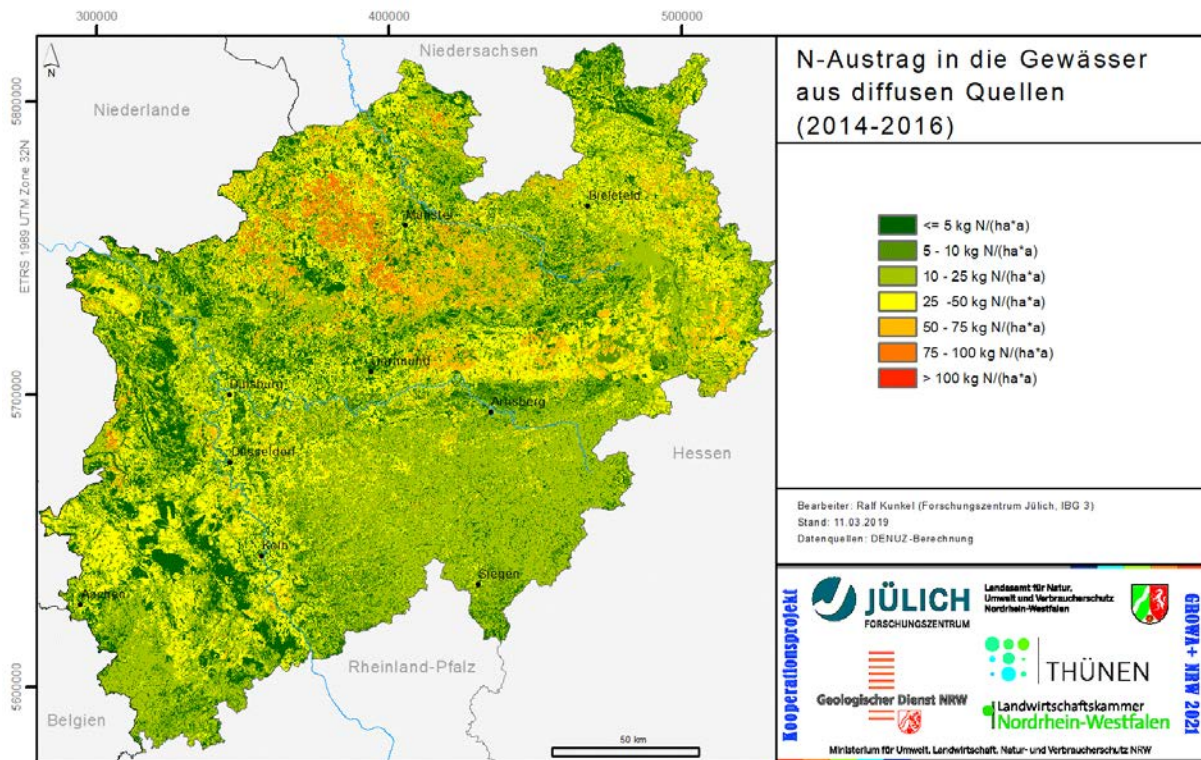 300000
400000
500000
5800000
5700000
5600000
ETRS 1989 UTM Zone 32N
N
Niedersachsen
Niederlande
Bielefeld
Münster
Dortmund
Duisburg
Arnsberg
Düsseldorf
Hessen
Köln
Siegen
Aachen
Rheinland-Pfalz
Belgien
50 km
N-Austrag in die Gewässer
aus diffusen Quellen
(2014-2016)
<= 5 kg N/(ha*a)
5 - 10 kg N/(ha*a)
10 - 25 kg N/(ha*a)
25 -50 kg N/(ha*a)
50 - 75 kg N/(ha*a)
75 - 100 kg N/(ha*a)
> 100 kg N/(ha*a)
Bearbeiter: Ralf Kunkel (Forschungszentrum Jülich, IBG 3)
Stand: 11.03.2019
Datenquellen: DENUZ-Berechnung
Kooperationsprojekt
JÜLICH
FORSCHUNGSZENTRUM
Landesamt für Natur,
Umwelt und Verbraucherschutz
Nordrhein-Westfalen
THÜNEN
Geologischer Dienst NRW
Landwirtschaftskammer
Nordrhein-Westfalen
GROWA+ NRW 2021
Ministerium für Umwelt, Landwirtschaft, Natur- und Verbraucherschutz NRW